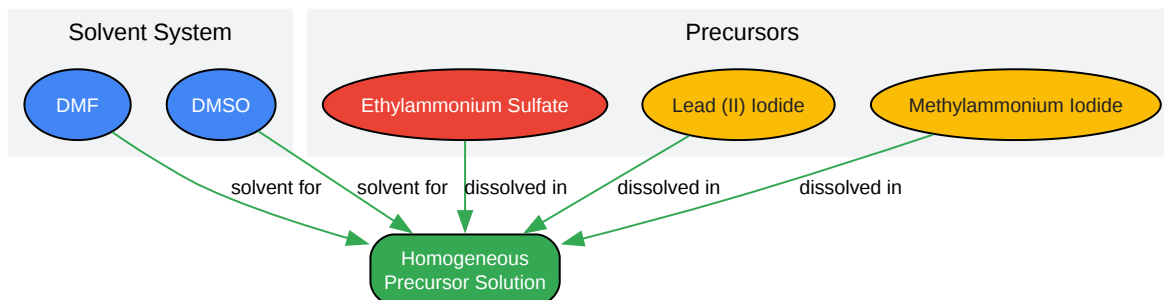 Solvent System
Precursors
DMF
DMSO
Ethylammonium Sulfate
Lead (II) Iodide
Methylammonium Iodide
solvent for
solvent for
dissolved in
dissolved in
dissolved in
Homogeneous
Precursor Solution